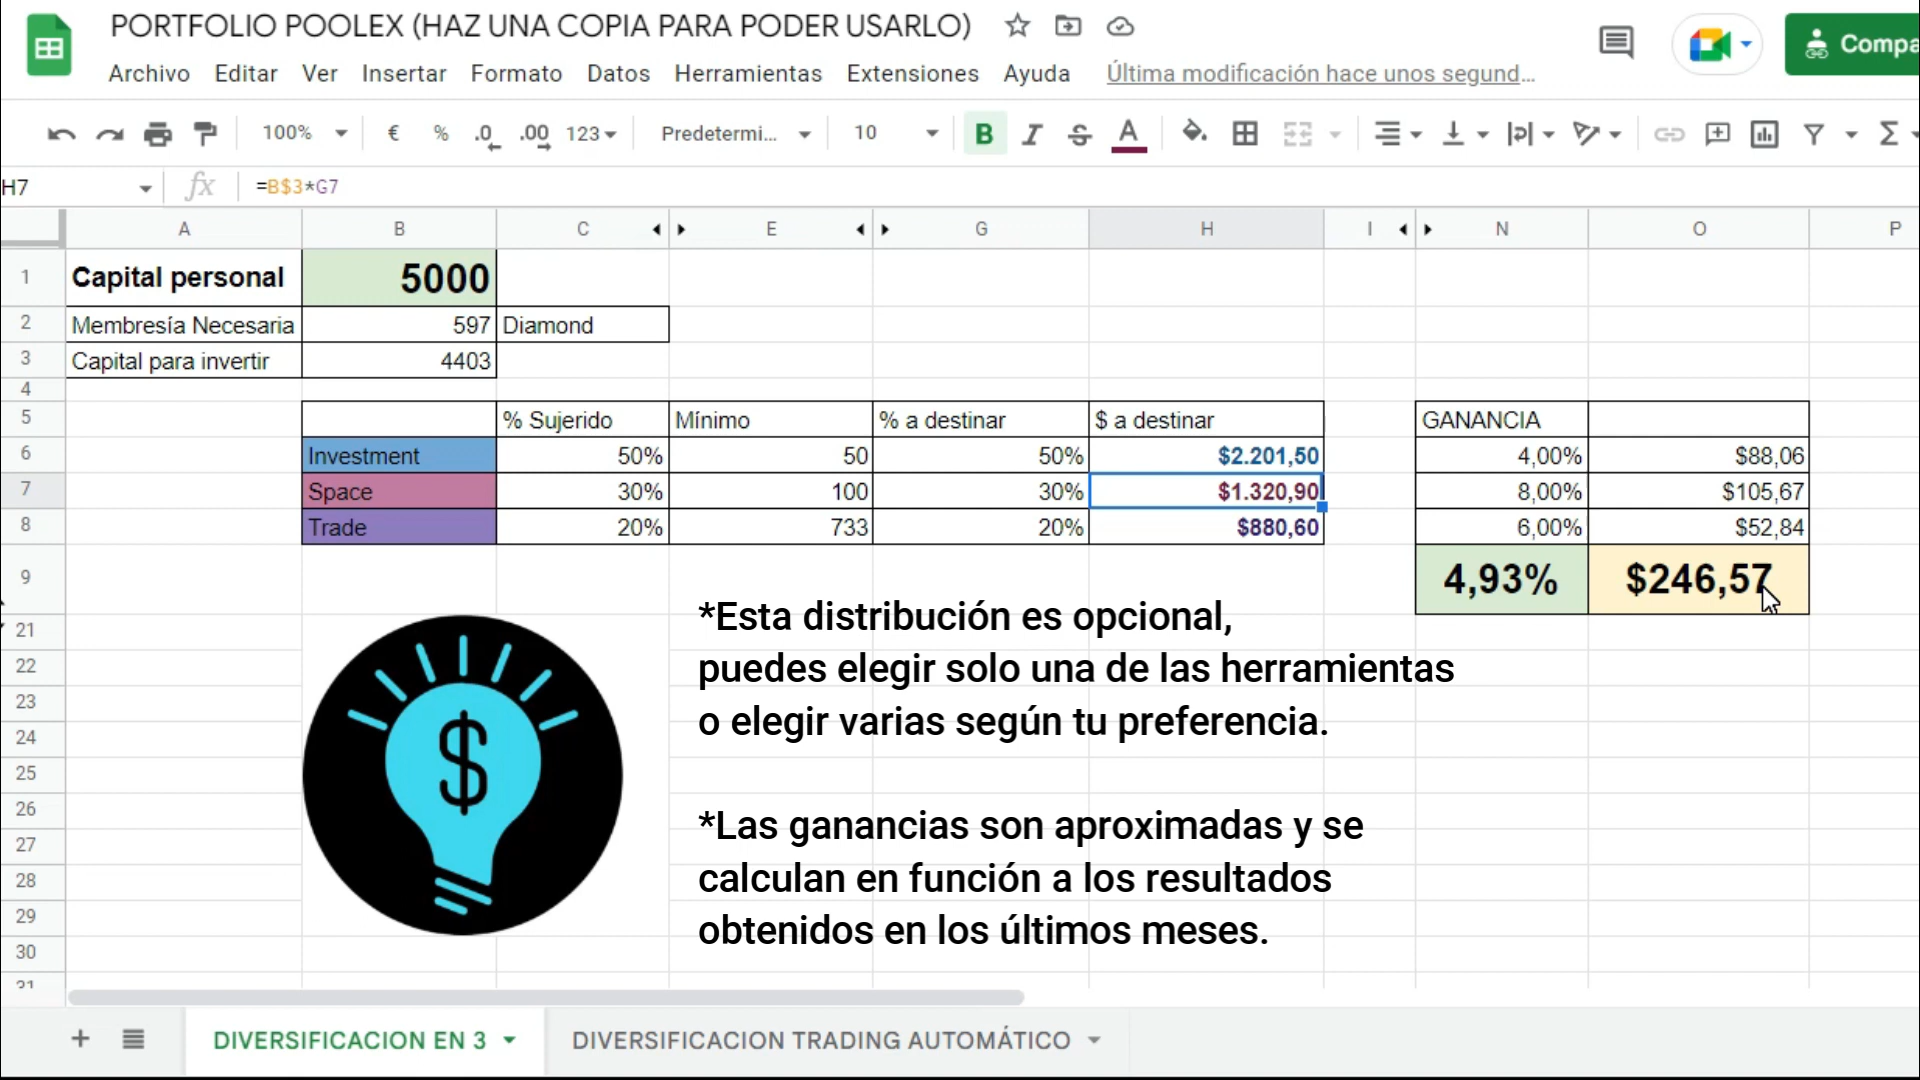 PORTFOLIO POOLEX (HAZ UNA COPIA PARA PODER USARLO)
Archivo Editar Ver Insertar Formato Datos Herramientas Extensiones Ayuda Última modificación hace unos segund... Compa
100% € % .0 .00 123 Predetermi... 10 B I S A Σ
H7 fx =B$3*G7
A B C E G H I N O P
1 Capital personal 5000
2 Membresía Necesaria 597 Diamond
3 Capital para invertir 4403
4
5 % Sujerido Mínimo % a destinar $ a destinar GANANCIA
6 Investment 50% 50 50% $2.201,50 4,00% $88,06
7 Space 30% 100 30% $1.320,90 8,00% $105,67
8 Trade 20% 733 20% $880,60 6,00% $52,84
9 4,93% $246,57
21
22
23
24
25
26
27
28
29
30
31
$
*Esta distribución es opcional,
puedes elegir solo una de las herramientas
o elegir varias según tu preferencia.
*Las ganancias son aproximadas y se
calculan en función a los resultados
obtenidos en los últimos meses.
+ DIVERSIFICACION EN 3 DIVERSIFICACION TRADING AUTOMÁTICO